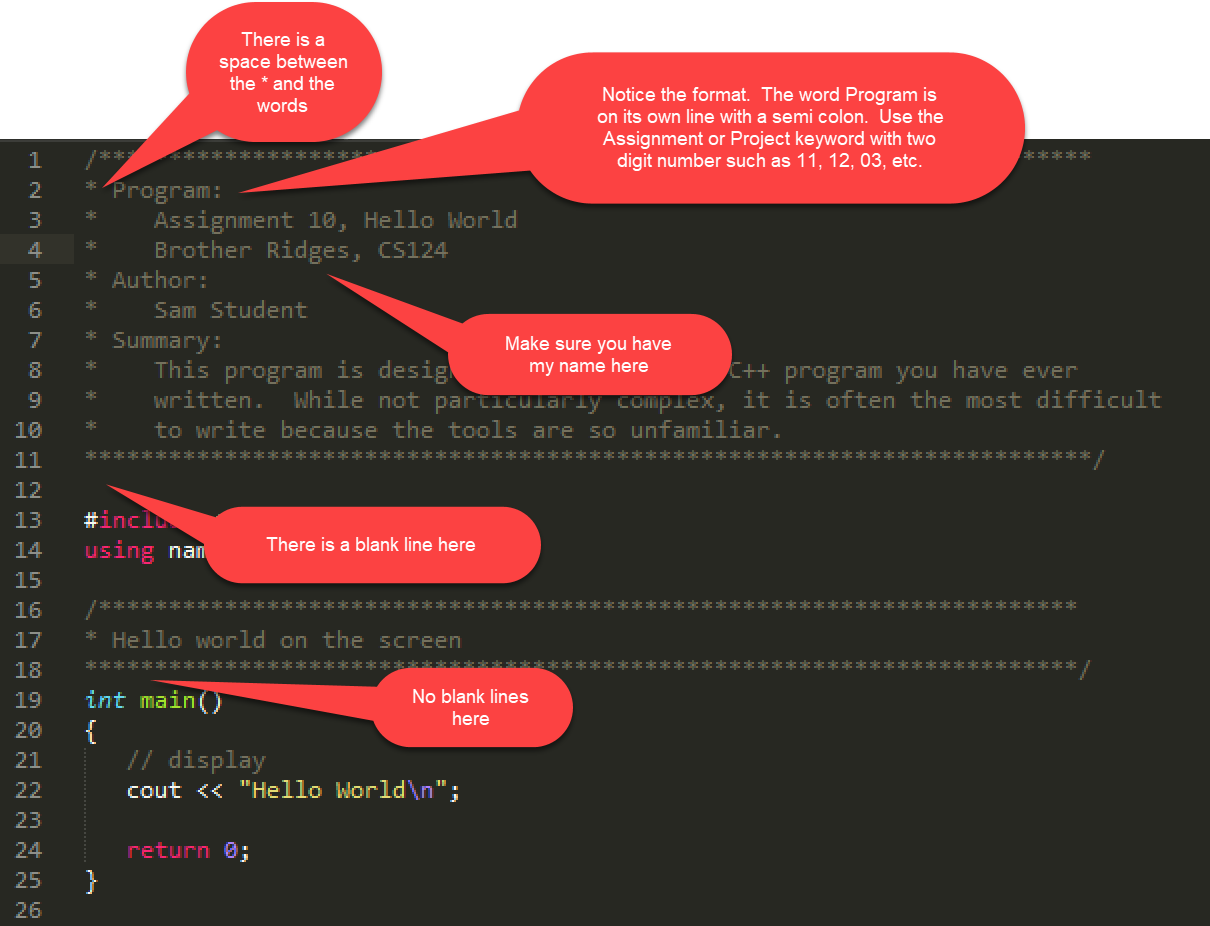 There is a
space between
the * and the
words
Notice the format.  The word Program is
on its own line with a semi colon.  Use the
Assignment or Project keyword with two
digit number such as 11, 12, 03, etc.
1 /*********************** *****
2 * Program:
3 *    Assignment 10, Hello World
4 *    Brother Ridges, CS124
5 * Author:
6 *    Sam Student
7 * Summary:
Make sure you have
my name here
8 *    This program is C++ program you have ever
9 *    written.  While not particularly complex, it is often the most difficult
10 *    to write because the tools are so unfamiliar.
11 ************************************************************************/
12
13 #inclu
There is a blank line here
14 using nam
15
16 /**********************************************************************
17 * Hello world on the screen
18 ***********************************************************************/
No blank lines
here
19 int main()
20 {
21    // display
22    cout << "Hello World\n";
23
24    return 0;
25 }
26